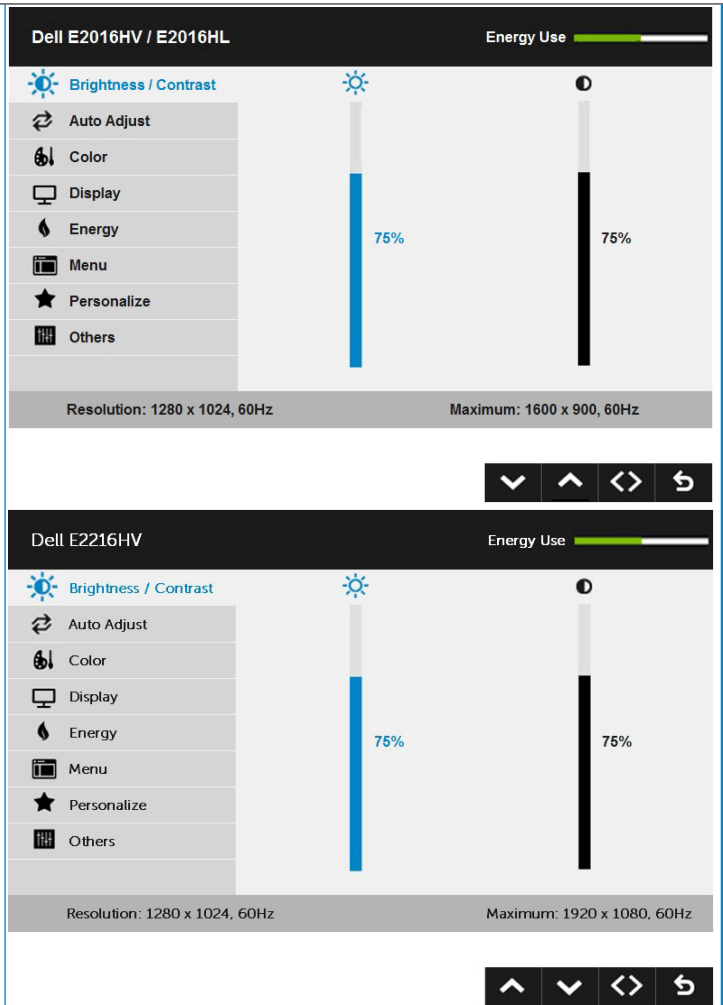 Dell E2016HV / E2016HL Energy Use
Brightness / Contrast
Auto Adjust
Color
Display
Energy
75% 75%
Menu
Personalize
Others
Resolution: 1280 x 1024, 60Hz Maximum: 1600 x 900, 60Hz
Dell E2216HV Energy Use
Brightness / Contrast
Auto Adjust
Color
Display
Energy
75% 75%
Menu
Personalize
Others
Resolution: 1280 x 1024, 60Hz Maximum: 1920 x 1080, 60Hz